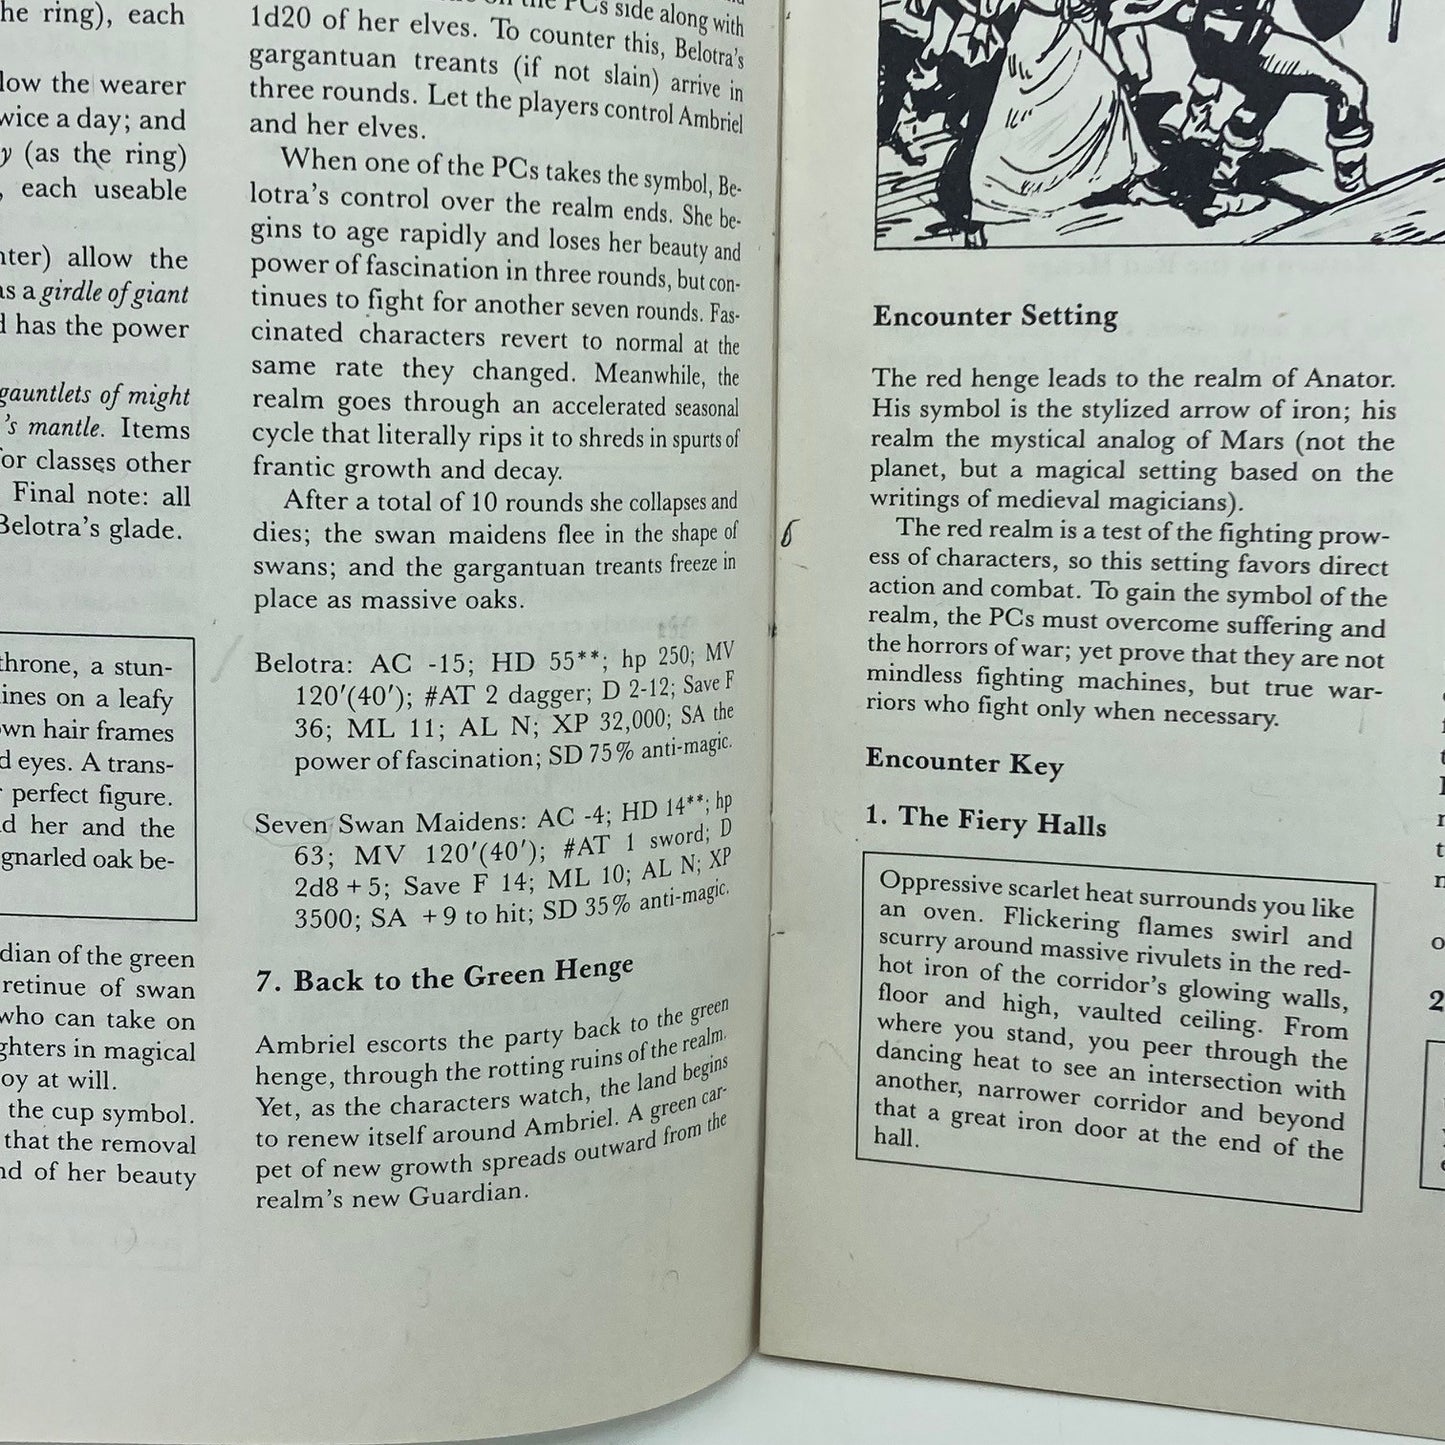 he ring), each
low the wearer
wice a day; and
y (as the ring)
, each useable
nter) allow the
as a girdle of giant
d has the power
gauntlets of might
's mantle. Items
for classes other
Final note: all
Belotra's glade.
throne, a stun-
ines on a leafy
own hair frames
d eyes. A trans-
r perfect figure.
nd her and the
gnarled oak be-
dian of the green
retinue of swan
who can take on
ghters in magical
oy at will.
the cup symbol.
that the removal
nd of her beauty
on the PCs side along with
1d20 of her elves. To counter this, Belotra's
gargantuan treants (if not slain) arrive in
three rounds. Let the players control Ambriel
and her elves.
When one of the PCs takes the symbol, Be-
lotra's control over the realm ends. She be-
gins to age rapidly and loses her beauty and
power of fascination in three rounds, but con-
tinues to fight for another seven rounds. Fas-
cinated characters revert to normal at the
same rate they changed. Meanwhile, the
realm goes through an accelerated seasonal
cycle that literally rips it to shreds in spurts of
frantic growth and decay.
After a total of 10 rounds she collapses and
dies; the swan maidens flee in the shape of
swans; and the gargantuan treants freeze in
place as massive oaks.
Belotra: AC -15; HD 55**; hp 250; MV
120'(40'); #AT 2 dagger; D 2-12; Save F
36; ML 11; AL N; XP 32,000; SA the
power of fascination; SD 75% anti-magic.
Seven Swan Maidens: AC -4; HD 14**; hp
63; MV 120'(40'); #AT 1 sword; D
2d8 + 5; Save F 14; ML 10; AL N; XP
3500; SA +9 to hit; SD 35% anti-magic.
7. Back to the Green Henge
Ambriel escorts the party back to the green
henge, through the rotting ruins of the realm.
Yet, as the characters watch, the land begins
to renew itself around Ambriel. A green car-
pet of new growth spreads outward from the
realm's new Guardian.
Encounter Setting
The red henge leads to the realm of Anator.
His symbol is the stylized arrow of iron; his
realm the mystical analog of Mars (not the
planet, but a magical setting based on the
writings of medieval magicians).
The red realm is a test of the fighting prow-
ess of characters, so this setting favors direct
action and combat. To gain the symbol of the
realm, the PCs must overcome suffering and
the horrors of war; yet prove that they are not
mindless fighting machines, but true war-
riors who fight only when necessary.
Encounter Key
1. The Fiery Halls
Oppressive scarlet heat surrounds you like
an oven. Flickering flames swirl and
scurry around massive rivulets in the red-
hot iron of the corridor's glowing walls,
floor and high, vaulted ceiling. From
where you stand, you peer through the
dancing heat to see an intersection with
another, narrower corridor and beyond
that a great iron door at the end of the
hall.
2